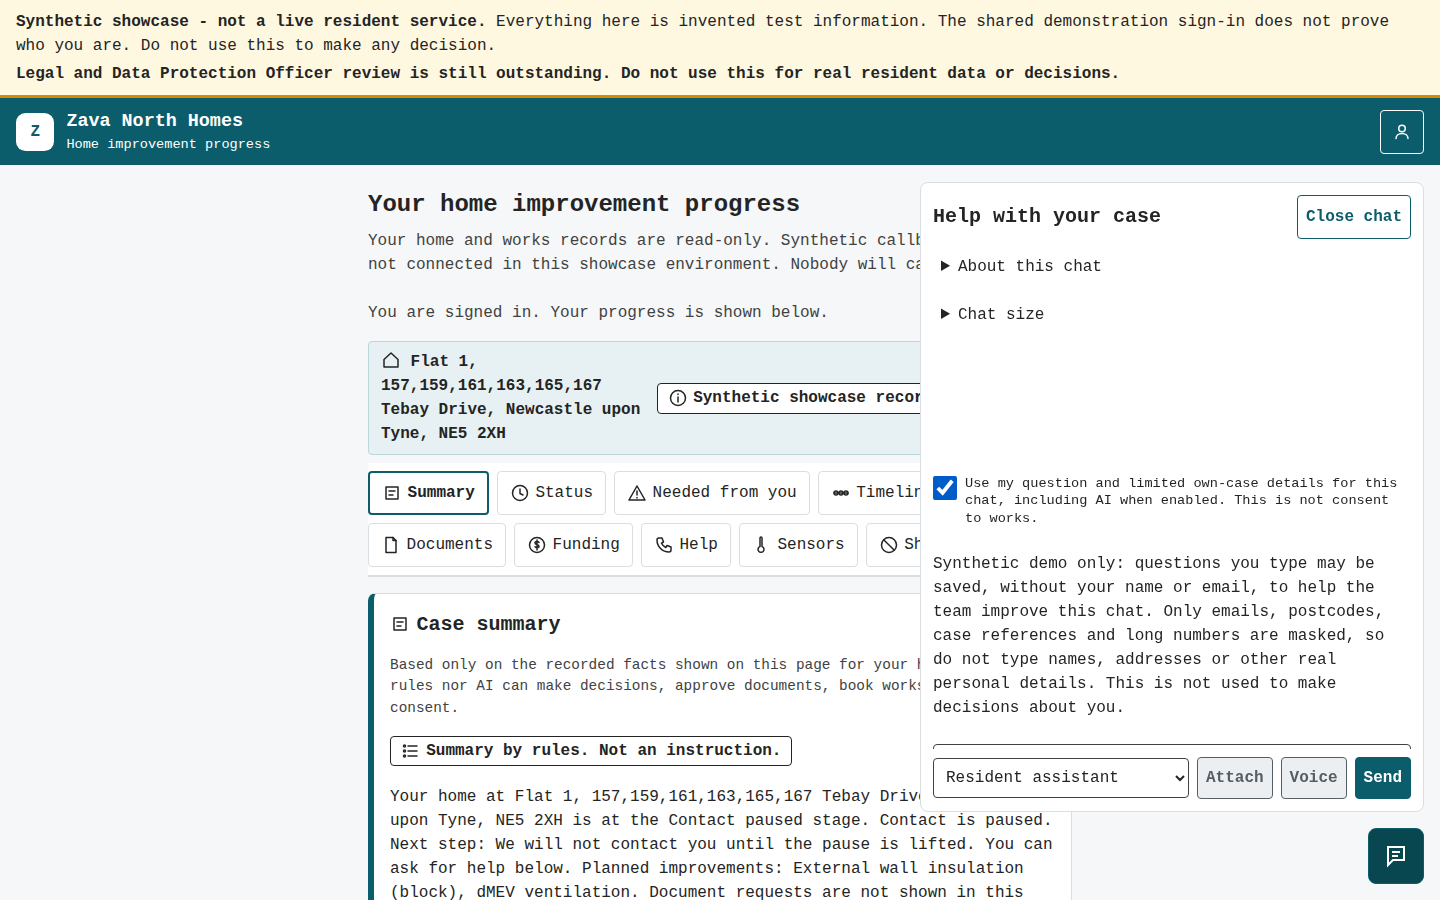 Synthetic showcase - not a live resident service. Everything here is invented test information. The shared demonstration sign-in does not prove
who you are. Do not use this to make any decision.
Legal and Data Protection Officer review is still outstanding. Do not use this for real resident data or decisions.
Z
Zava North Homes
Home improvement progress
Your home improvement progress
Your home and works records are read-only. Synthetic
not connected in this showcase environment. Nobody will
You are signed in. Your progress is shown below.
Flat 1,
157,159,161,163,165,167
Tebay Drive, Newcastle upon
Tyne, NE5 2XH
Synthetic showcase
Summary
Status
Needed from you
Documents
Funding
Help
Sensors
Case summary
Based only on the recorded facts shown on this page for your
rules nor AI can make decisions, approve documents, book
consent.
Summary by rules. Not an instruction.
Your home at Flat 1, 157,159,161,163,165,167 Tebay
upon Tyne, NE5 2XH is at the Contact paused stage. Contact is paused.
Next step: We will not contact you until the pause is lifted. You can
ask for help below. Planned improvements: External wall insulation
(block), dMEV ventilation. Document requests are not shown in this
Help with your case
Close chat
About this chat
Chat size
Use my question and limited own-case details for this
chat, including AI when enabled. This is not consent
to works.
Synthetic demo only: questions you type may be
saved, without your name or email, to help the
team improve this chat. Only emails, postcodes,
case references and long numbers are masked, so
do not type names, addresses or other real
personal details. This is not used to make
decisions about you.
Resident assistant
Attach
Voice
Send